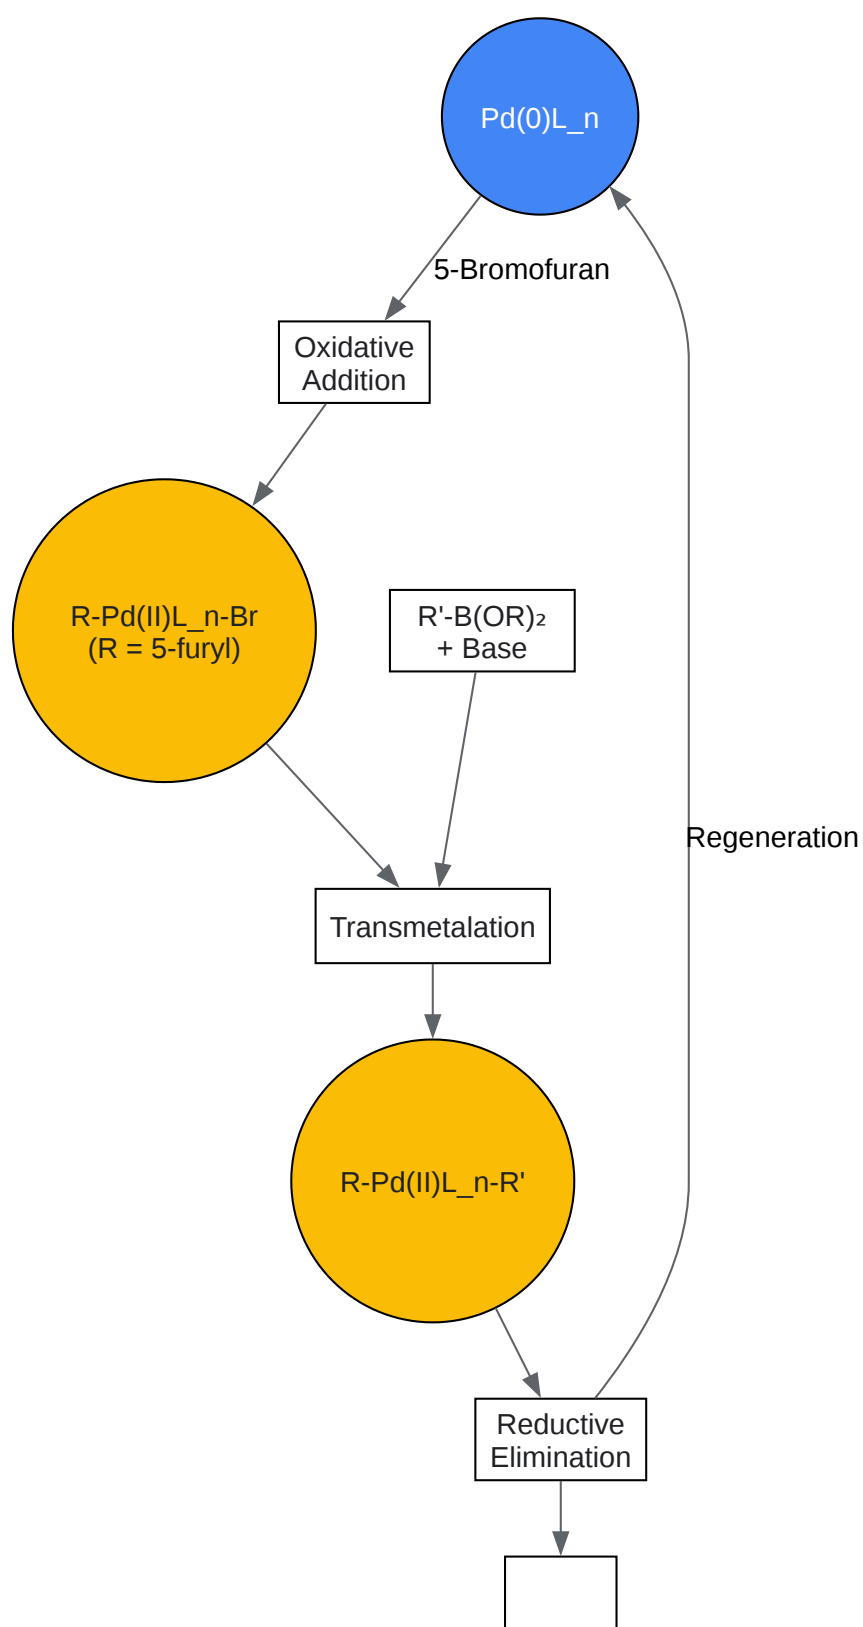 Pd(0)L_n
5-Bromofuran
Oxidative
Addition
R-Pd(II)L_n-Br
(R = 5-furyl)
R'-B(OR)₂
+ Base
Regeneration
Transmetalation
R-Pd(II)L_n-R'
Reductive
Elimination